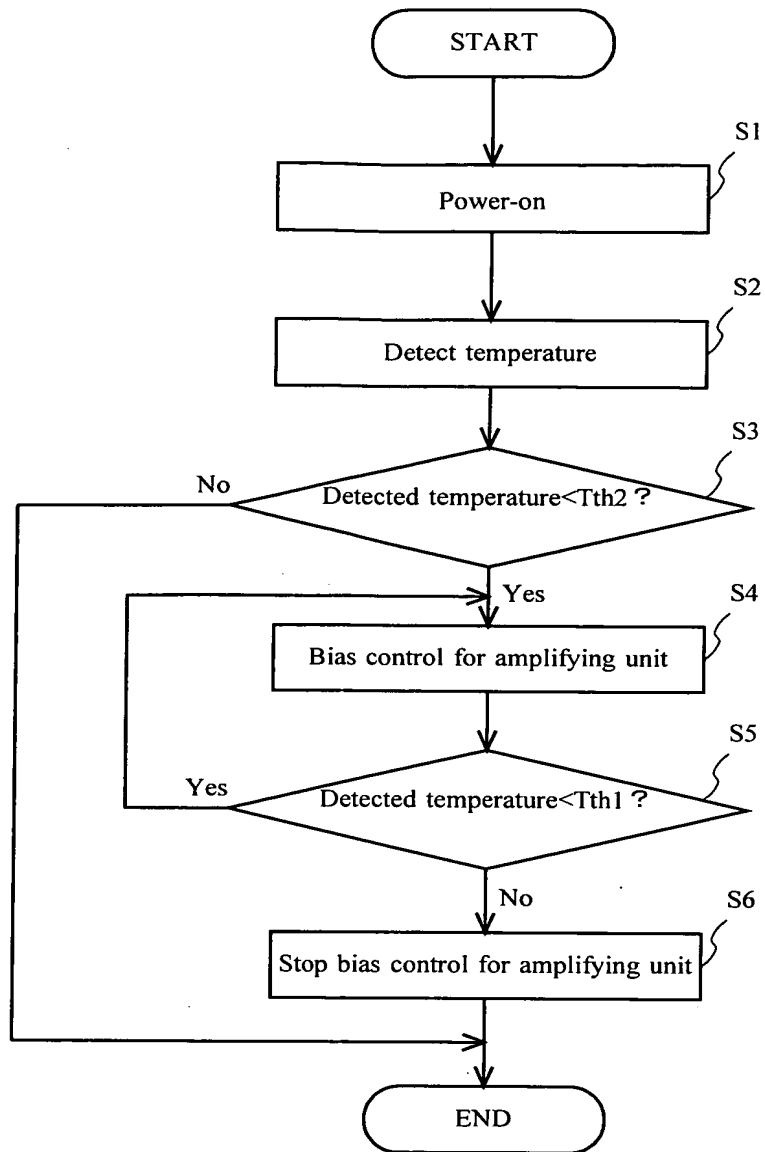 START
S1
Power-on
S2
Detect temperature
S3
No
Detected temperature<Tth2 ?
Yes
S4
Bias control for amplifying unit
S5
Yes
Detected temperature<Tth1 ?
No
S6
Stop bias control for amplifying unit
END